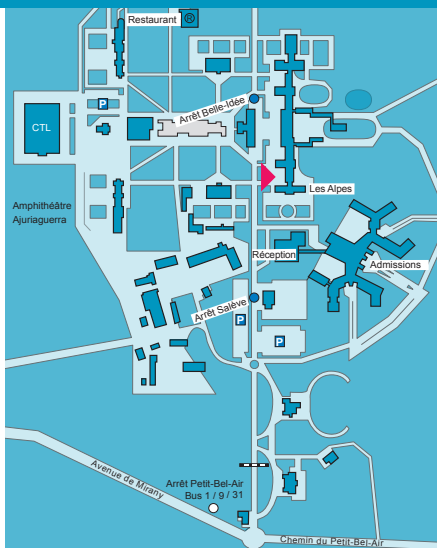 Restaurant
R
Arrêt Belle-Idée
P
CTL
Les Alpes
Amphithéâtre
Ajuriaguerra
Réception
Admissions
Arrêt Salève
P
P
Avenue de Mirany
Arrêt Petit-Bel-Air
Bus 1 / 9 / 31
Chemin du Petit-Bel-Air